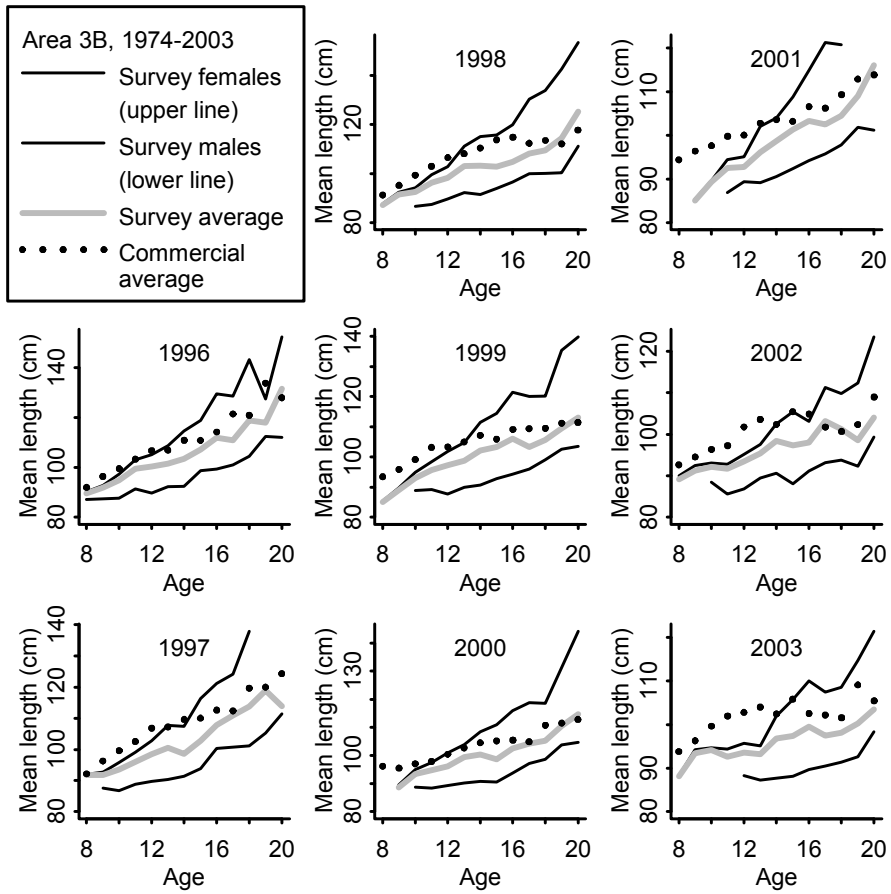 Area 3B, 1974-2003
Survey females
(upper line)
Survey males
(lower line)
Survey average
Commercial
average
1998
Mean length (cm)
80 120
8 12 16 20
Age
2001
Mean length (cm)
80 90 110
8 12 16 20
Age
1996
Mean length (cm)
80 100 140
8 12 16 20
Age
1999
Mean length (cm)
80 100 120 140
8 12 16 20
Age
2002
Mean length (cm)
80 100 120
8 12 16 20
Age
1997
Mean length (cm)
80 100 120 140
8 12 16 20
Age
2000
Mean length (cm)
80 100 130
8 12 16 20
Age
2003
Mean length (cm)
80 90 110
8 12 16 20
Age